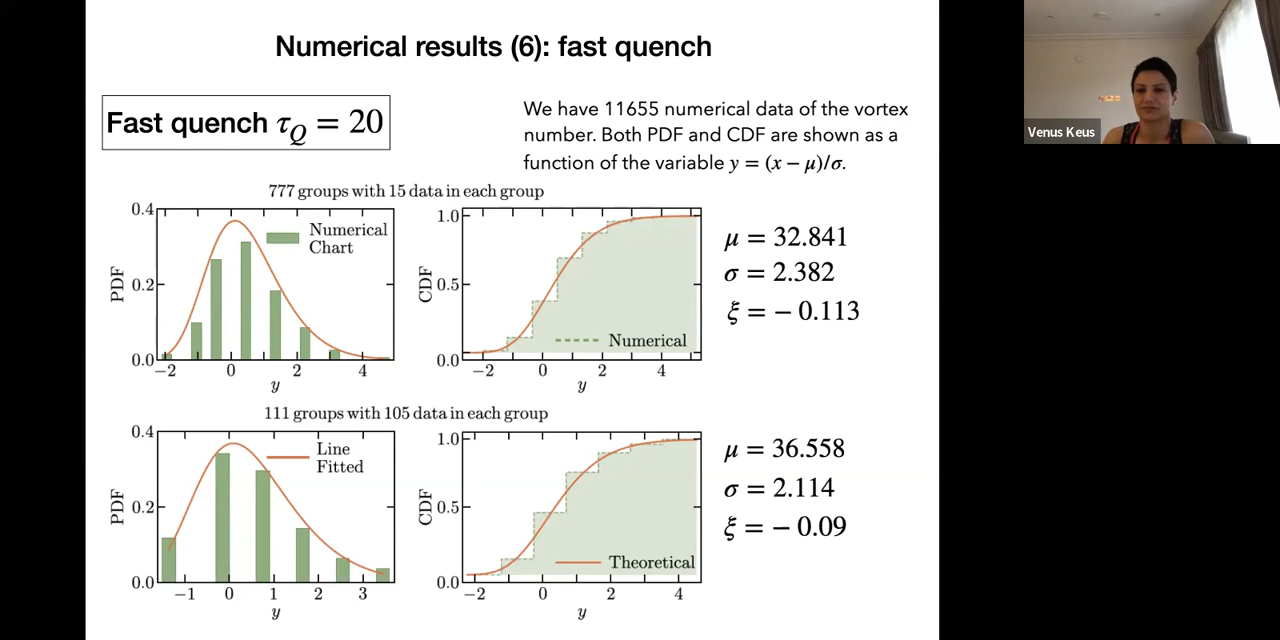 Numerical results (6): fast quench
Fast quench τ_Q = 20
We have 11655 numerical data of the vortex
number. Both PDF and CDF are shown as a
function of the variable y = (x − μ)/σ.
Venus Keus
777 groups with 15 data in each group
0.4
0.2
0.0
PDF
Numerical
Chart
−2 0 2 4
y
1.0
0.5
0.0
CDF
Numerical
−2 0 2 4
y
μ = 32.841
σ = 2.382
ξ = − 0.113
111 groups with 105 data in each group
0.4
0.2
0.0
PDF
Line
Fitted
−1 0 1 2 3
y
1.0
0.5
0.0
CDF
Theoretical
−2 0 2 4
y
μ = 36.558
σ = 2.114
ξ = − 0.09